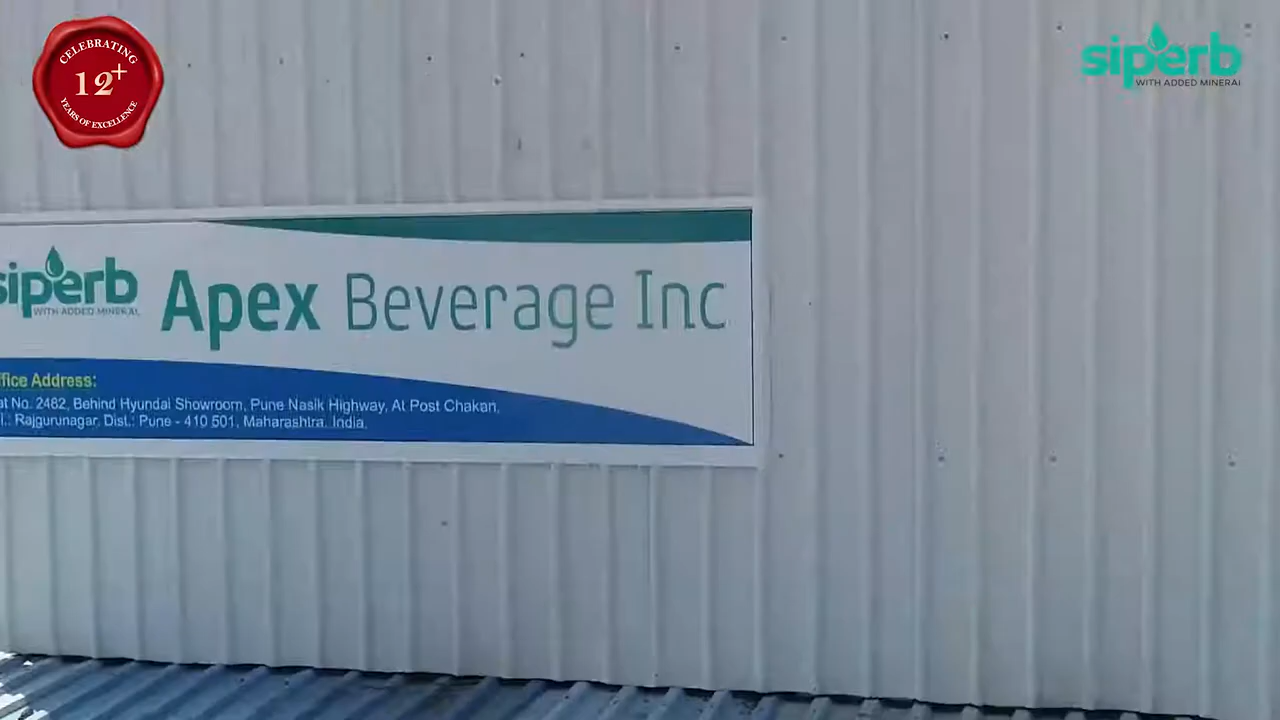 CELEBRATING
12+
YEARS OF EXCELLENCE
siperb
WITH ADDED MINERAL
siperb
WITH ADDED MINERAL
Apex Beverage Inc
ffice Address:
at No. 2482, Behind Hyundai Showroom, Pune Nasik Highway, At Post Chakan,
l.: Rajgurunagar, Dist.: Pune - 410 501, Maharashtra. India.